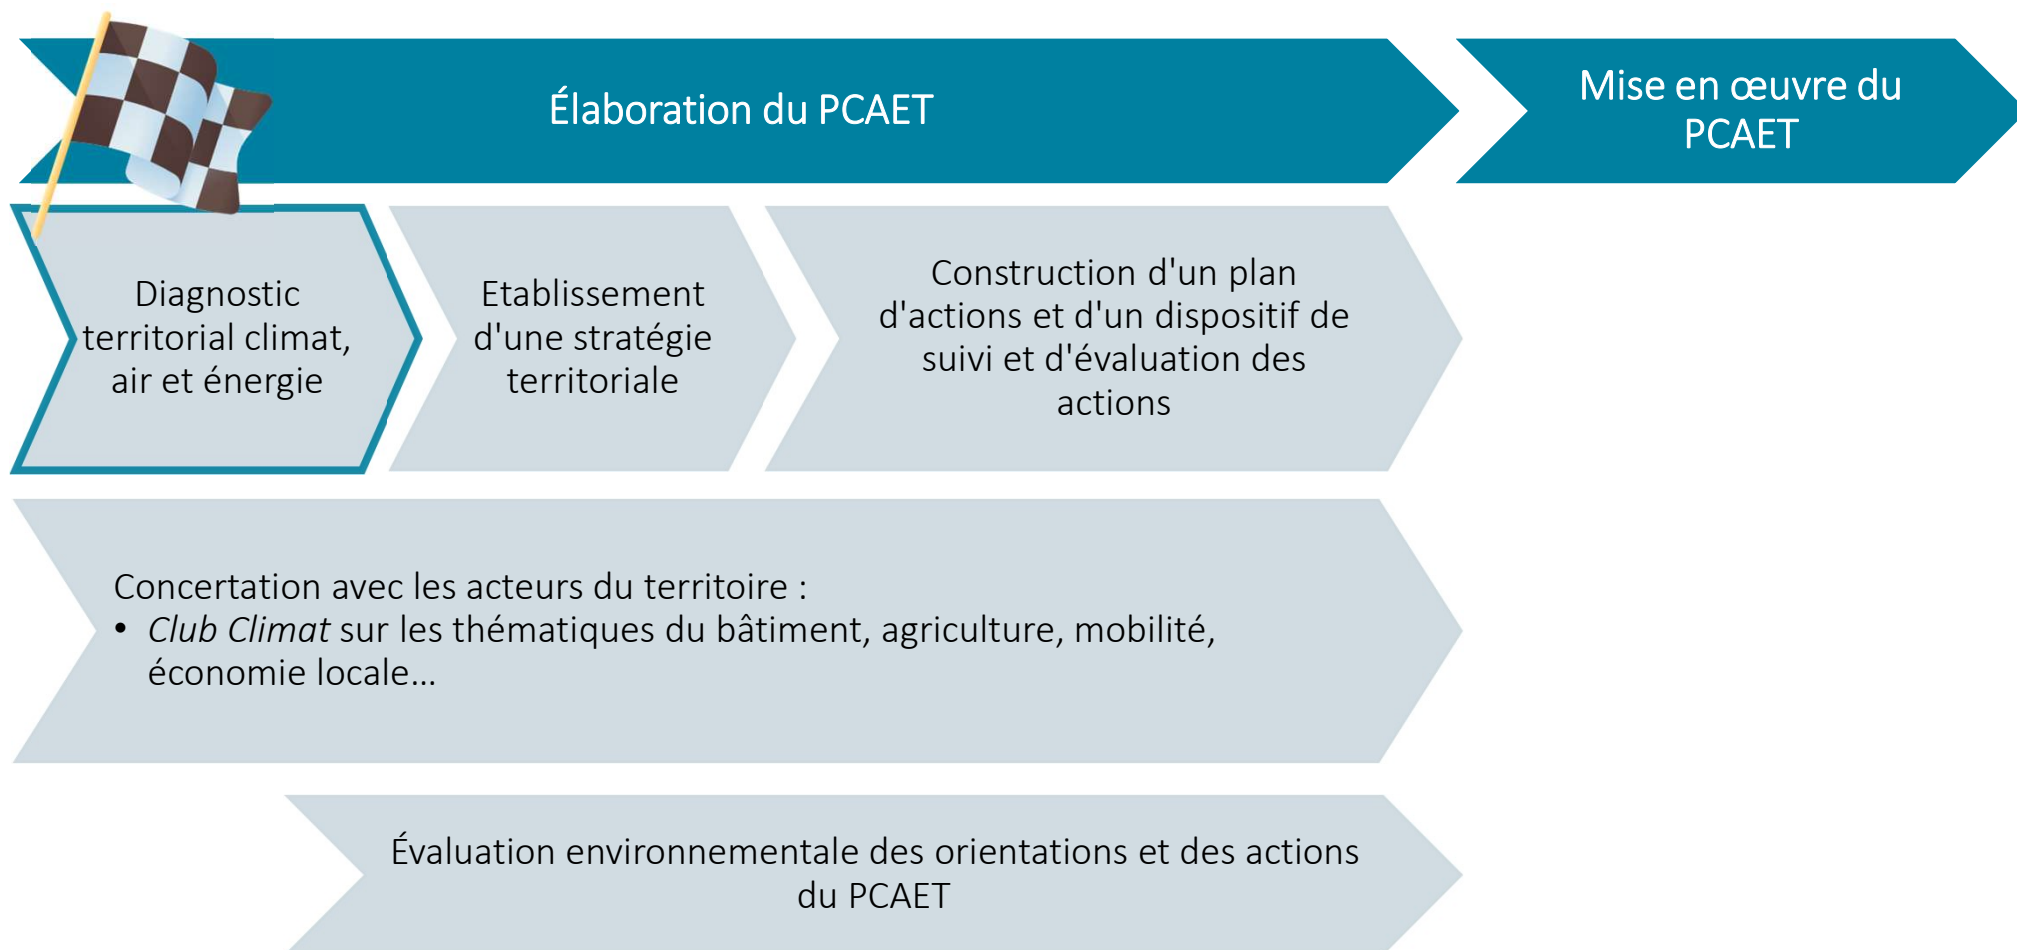 Élaboration du PCAET
Mise en œuvre du
PCAET
Diagnostic
territorial climat,
air et énergie
Etablissement
d'une stratégie
territoriale
Construction d'un plan
d'actions et d'un dispositif de
suivi et d'évaluation des
actions
Concertation avec les acteurs du territoire :
• Club Climat sur les thématiques du bâtiment, agriculture, mobilité,
économie locale…
Évaluation environnementale des orientations et des actions
du PCAET